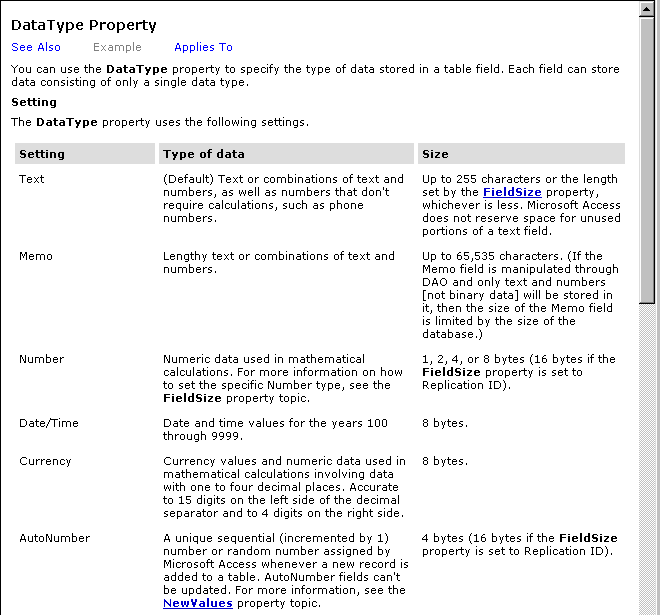 DataType Property
See Also Example Applies To
You can use the DataType property to specify the type of data stored in a table field. Each field can store
data consisting of only a single data type.
Setting
The DataType property uses the following settings.
Setting Type of data Size
Text
(Default) Text or combinations of text and
numbers, as well as numbers that don't
require calculations, such as phone
numbers.
Up to 255 characters or the length
set by the FieldSize property,
whichever is less. Microsoft Access
does not reserve space for unused
portions of a text field.
Memo
Lengthy text or combinations of text and
numbers.
Up to 65,535 characters. (If the
Memo field is manipulated through
DAO and only text and numbers
[not binary data] will be stored in
it, then the size of the Memo field
is limited by the size of the
database.)
Number
Numeric data used in mathematical
calculations. For more information on how
to set the specific Number type, see the
FieldSize property topic.
1, 2, 4, or 8 bytes (16 bytes if the
FieldSize property is set to
Replication ID).
Date/Time
Date and time values for the years 100
through 9999.
8 bytes.
Currency
Currency values and numeric data used in
mathematical calculations involving data
with one to four decimal places. Accurate
to 15 digits on the left side of the decimal
separator and to 4 digits on the right side.
8 bytes.
AutoNumber
A unique sequential (incremented by 1)
number or random number assigned by
Microsoft Access whenever a new record is
added to a table. AutoNumber fields can't
be updated. For more information, see the
NewValues property topic.
4 bytes (16 bytes if the FieldSize
property is set to Replication ID).